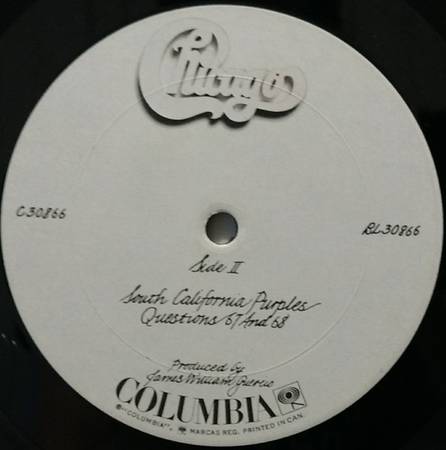 Chicago
C 30866
BL 30866
Side II
South California Purples
Questions 67 And 68
Produced by
James William Guercio
COLUMBIA
® "COLUMBIA", MARCAS REG. PRINTED IN CAN.